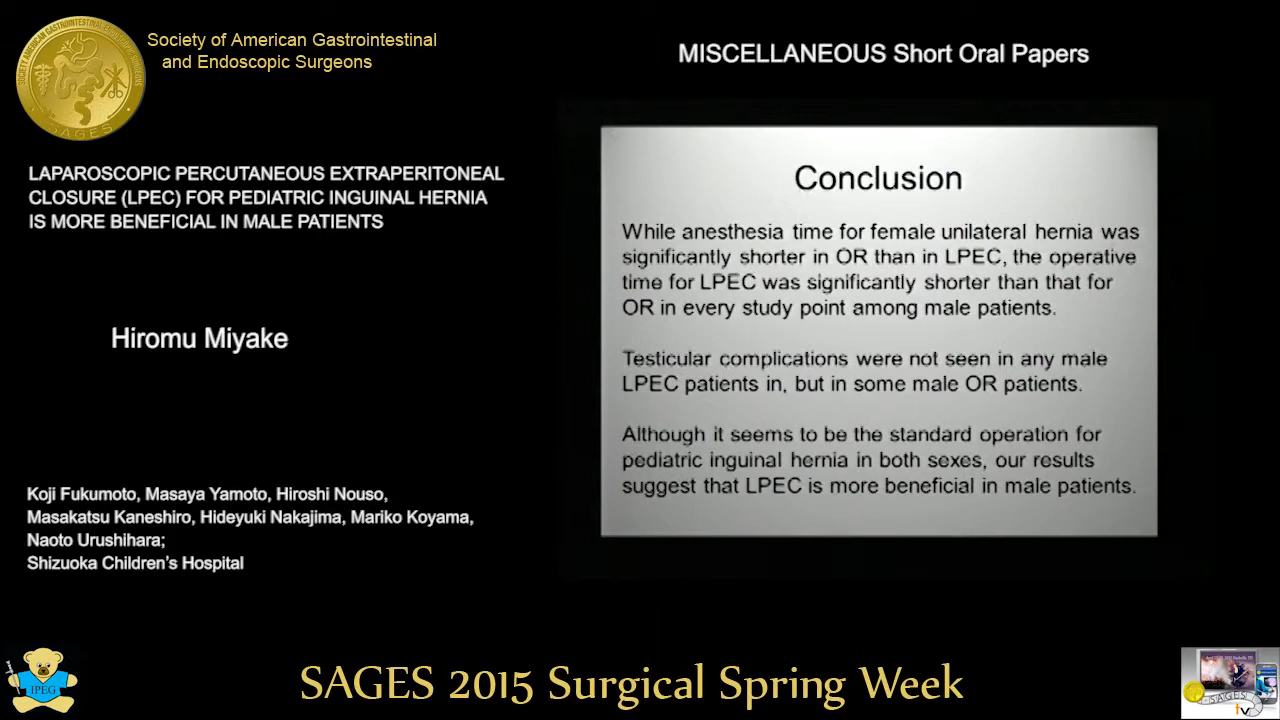 Society of American Gastrointestinal
and Endoscopic Surgeons
SAGES
MISCELLANEOUS Short Oral Papers
LAPAROSCOPIC PERCUTANEOUS EXTRAPERITONEAL
CLOSURE (LPEC) FOR PEDIATRIC INGUINAL HERNIA
IS MORE BENEFICIAL IN MALE PATIENTS
Hiromu Miyake
Koji Fukumoto, Masaya Yamoto, Hiroshi Nouso,
Masakatsu Kaneshiro, Hideyuki Nakajima, Mariko Koyama,
Naoto Urushihara;
Shizuoka Children's Hospital
Conclusion
While anesthesia time for female unilateral hernia was
significantly shorter in OR than in LPEC, the operative
time for LPEC was significantly shorter than that for
OR in every study point among male patients.
Testicular complications were not seen in any male
LPEC patients in, but in some male OR patients.
Although it seems to be the standard operation for
pediatric inguinal hernia in both sexes, our results
suggest that LPEC is more beneficial in male patients.
IPEG
SAGES 2015 Surgical Spring Week
SAGES
tv